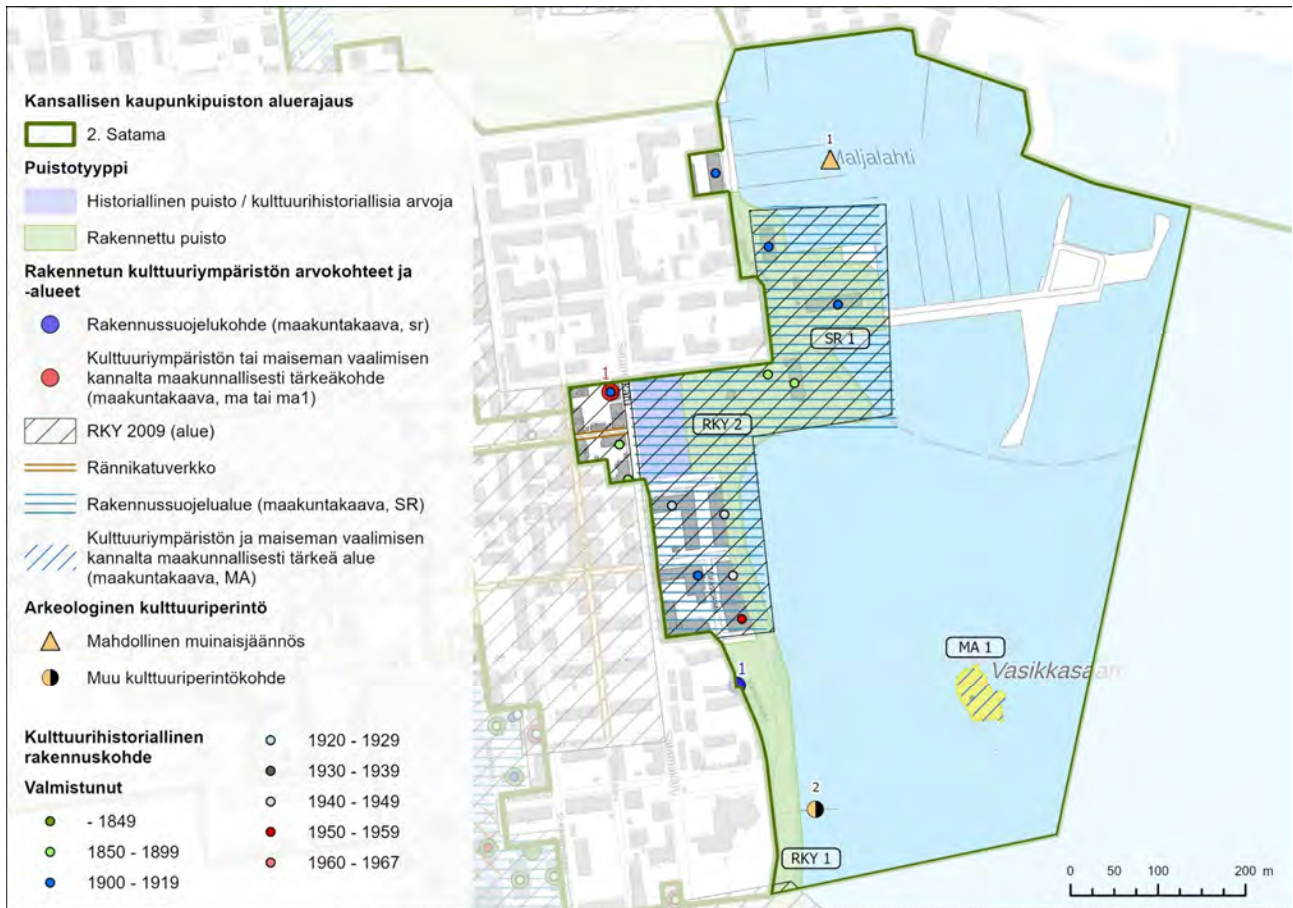 Kansallisen kaupunkipuiston aluerajaus
2. Satama
Puistotyyppi
Historiallinen puisto / kulttuurihistoriallisia arvoja
Rakennettu puisto
Rakennetun kulttuuriympäristön arvokohteet ja
-alueet
Rakennussuojelukohde (maakuntakaava, sr)
Kulttuuriympäristön tai maiseman vaalimisen
kannalta maakunnallisesti tärkeäkohde
(maakuntakaava, ma tai ma1)
RKY 2009 (alue)
Rännikatuverkko
Rakennussuojelualue (maakuntakaava, SR)
Kulttuuriympäristön ja maiseman vaalimisen
kannalta maakunnallisesti tärkeä alue
(maakuntakaava, MA)
Arkeologinen kulttuuriperintö
Mahdollinen muinaisjäännös
Muu kulttuuriperintökohde
Kulttuurihistoriallinen
rakennuskohde
Valmistunut
- 1849
1850 - 1899
1900 - 1919
1920 - 1929
1930 - 1939
1940 - 1949
1950 - 1959
1960 - 1967
1
Maljalahti
SR 1
1
RKY 2
MA 1
Vasikkasaari
1
2
RKY 1
0 50 100 200 m